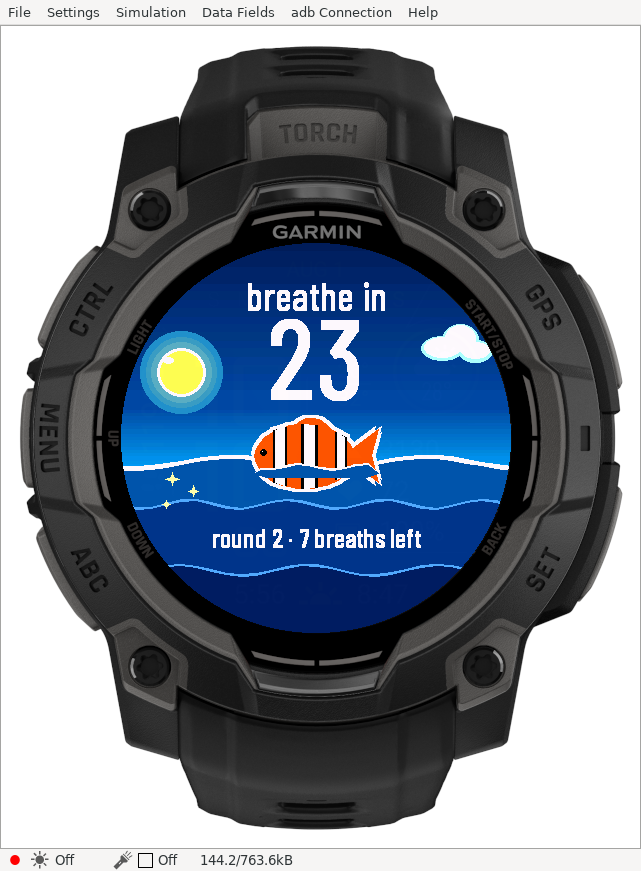 File Settings Simulation Data Fields adb Connection Help
TORCH
GARMIN
CTRL
LIGHT
START/STOP
GPS
breathe in
23
MENU
UP
round 2 · 7 breaths left
DOWN
BACK
ABC
SET
Off Off 144.2/763.6kB